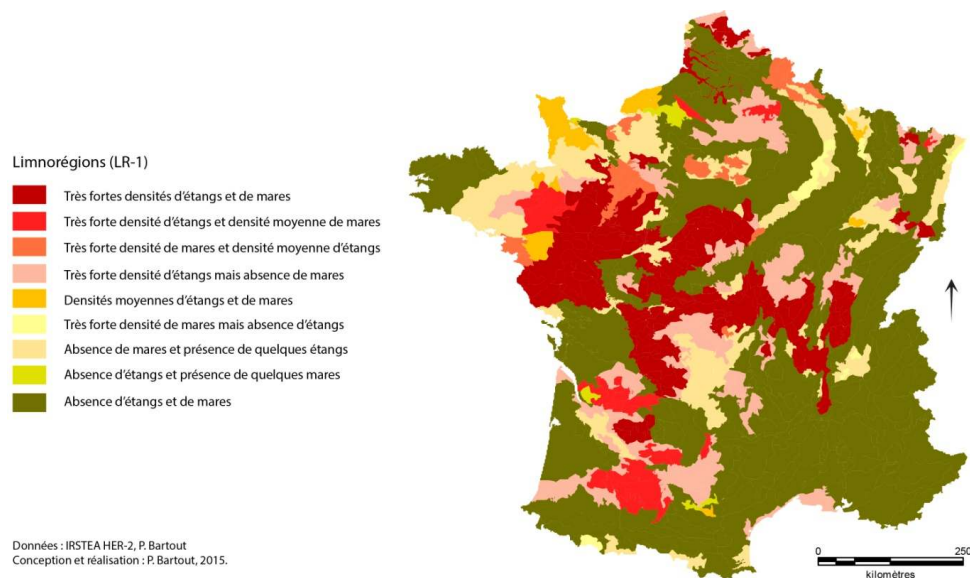 Limnorégions (LR-1)
Très fortes densités d'étangs et de mares
Très forte densité d'étangs et densité moyenne de mares
Très forte densité de mares et densité moyenne d'étangs
Très forte densité d'étangs mais absence de mares
Densités moyennes d'étangs et de mares
Très forte densité de mares mais absence d'étangs
Absence de mares et présence de quelques étangs
Absence d'étangs et présence de quelques mares
Absence d'étangs et de mares
Données : IRSTEA HER-2, P. Bartout
Conception et réalisation : P. Bartout, 2015.
0 250
kilomètres